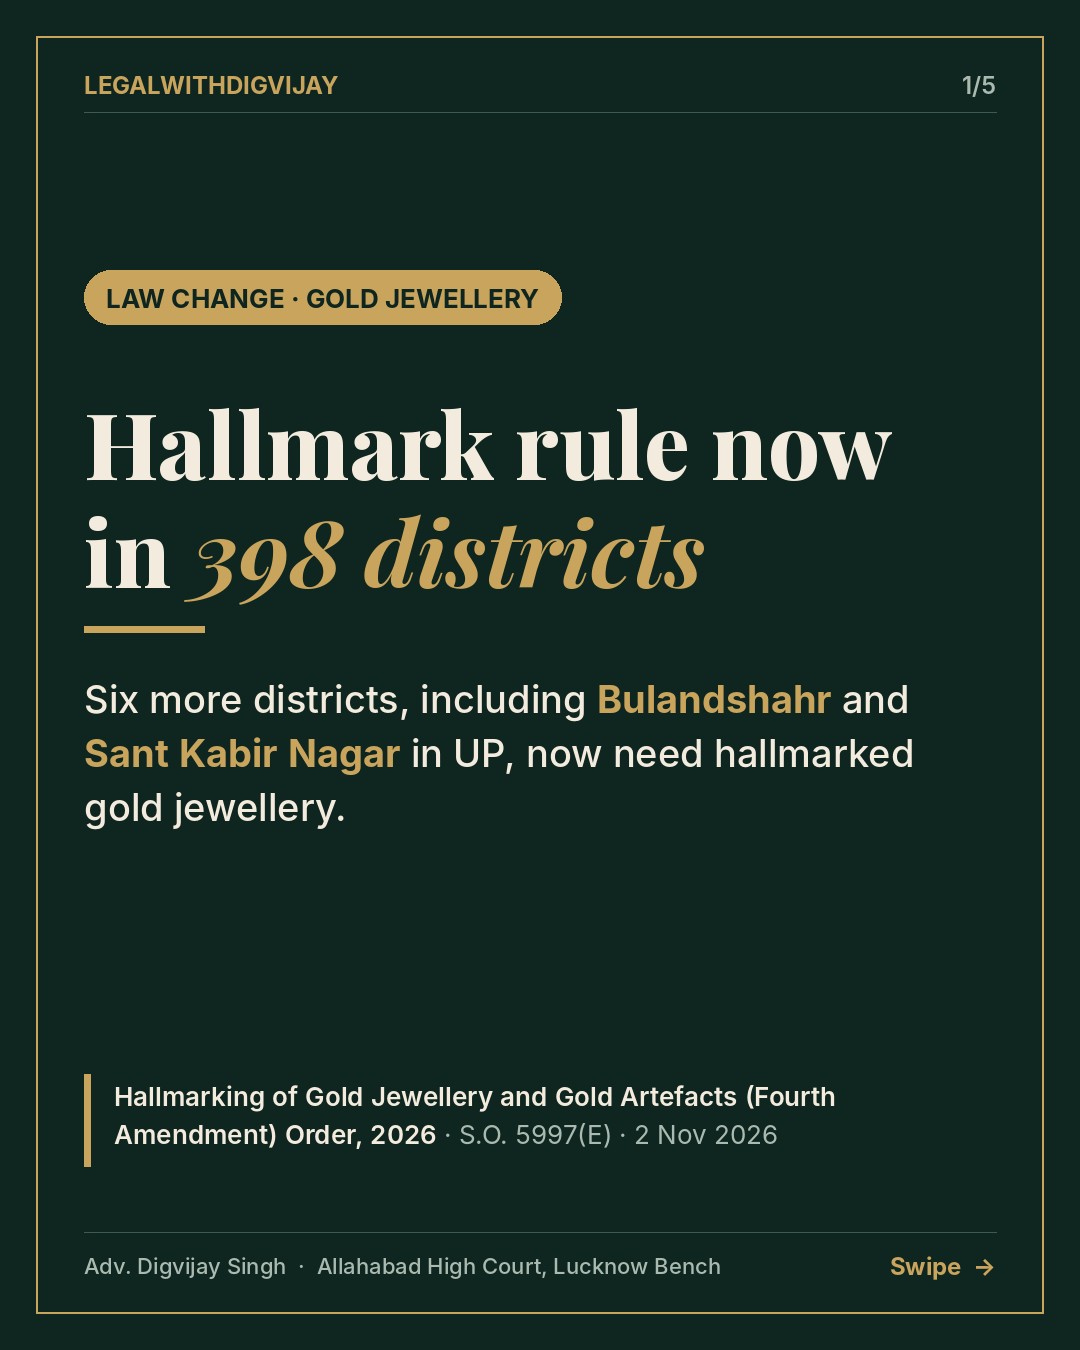 LEGALWITHDIGVIJAY
1/5
LAW CHANGE · GOLD JEWELLERY
Hallmark rule now
in 398 districts
Six more districts, including Bulandshahr and
Sant Kabir Nagar in UP, now need hallmarked
gold jewellery.
Hallmarking of Gold Jewellery and Gold Artefacts (Fourth
Amendment) Order, 2026 · S.O. 5997(E) · 2 Nov 2026
Adv. Digvijay Singh · Allahabad High Court, Lucknow Bench
Swipe →